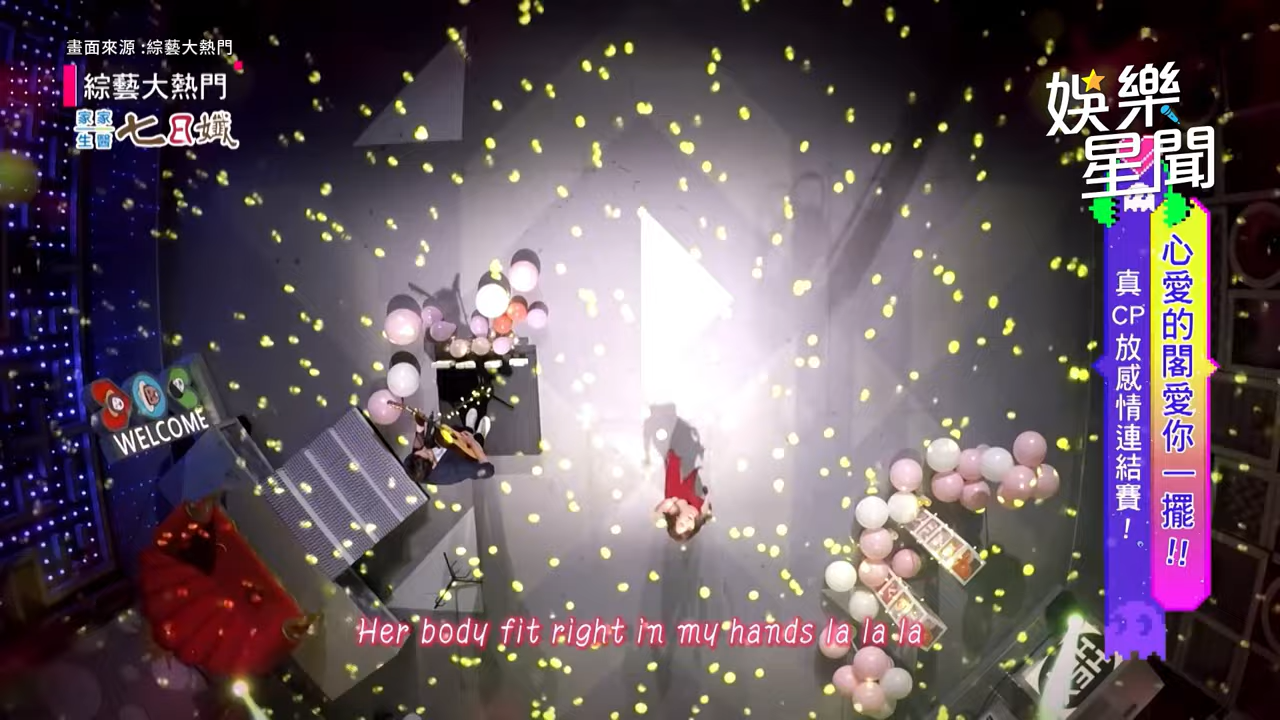 畫面來源 :綜藝大熱門
綜藝大熱門
家家
生醫
七日孅
娛樂
星聞
心愛的閣愛你一擺!!
真CP放感情連結賽!
WELCOME
Her body fit right in my hands la la la